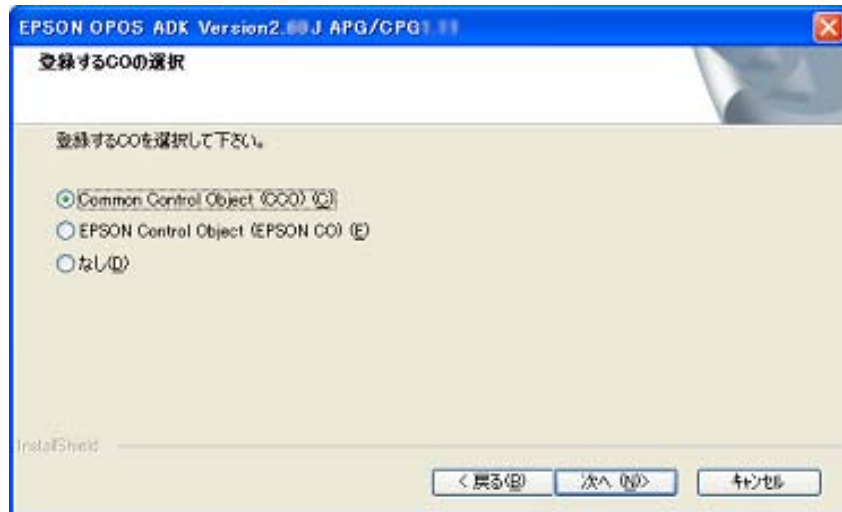 EPSON OPOS ADK Version2. J APG/CPG
登録するCOの選択
登録するCOを選択して下さい。
Common Control Object (CCO) (C)
EPSON Control Object (EPSON CO) (E)
なし(D)
InstallShield
< 戻る(B)
次へ (N)>
キャンセル